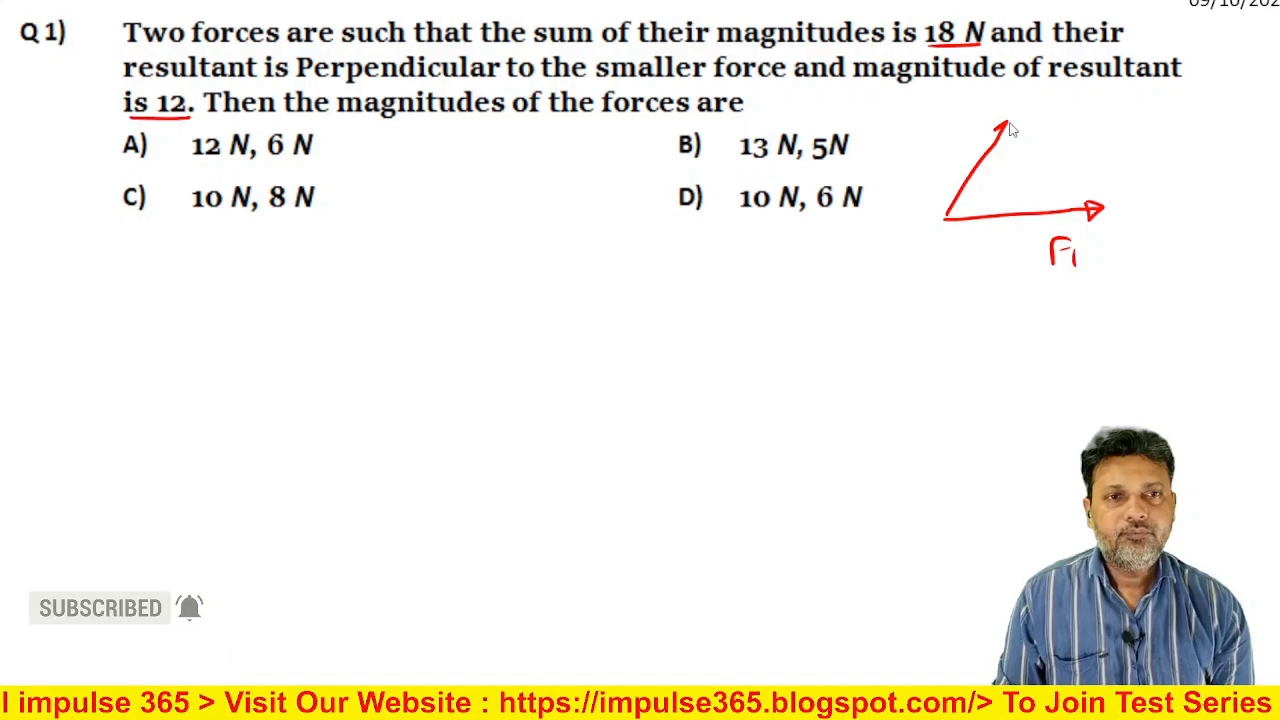 09/10/202
Q 1) Two forces are such that the sum of their magnitudes is 18 N and their
resultant is Perpendicular to the smaller force and magnitude of resultant
is 12. Then the magnitudes of the forces are
A) 12 N, 6 N B) 13 N, 5N
C) 10 N, 8 N D) 10 N, 6 N
F1
SUBSCRIBED
l impulse 365 > Visit Our Website : https://impulse365.blogspot.com/> To Join Test Series